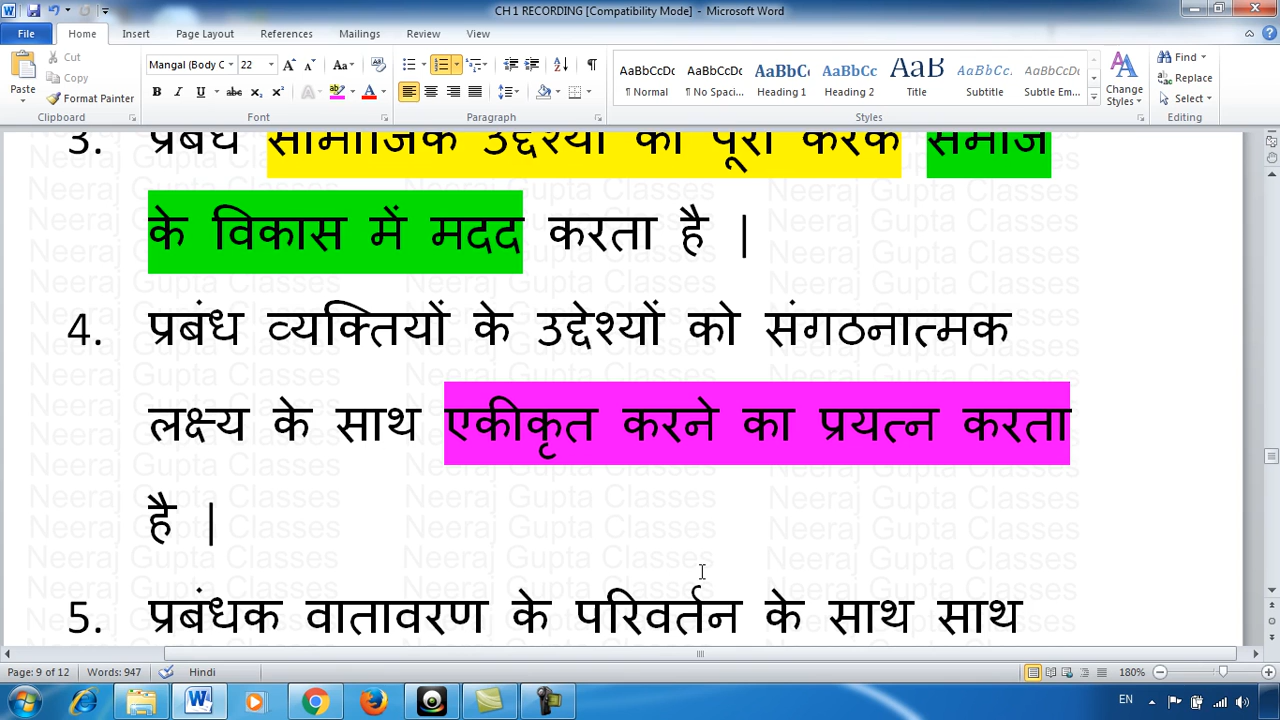 CH 1 RECORDING [Compatibility Mode] - Microsoft Word
File Home Insert Page Layout References Mailings Review View
Paste Cut Copy Format Painter
Mangal (Body C 22
AaBbCcDc AaBbCcDc AaBbCc AaBbCc AaB AaBbCcL AaBbCcDc
¶ Normal ¶ No Spaci... Heading 1 Heading 2 Title Subtitle Subtle Em...
Change Styles
Find Replace Select
Clipboard Font Paragraph Styles Editing
3. प्रबंध सामाजिक उद्देश्यों को पूरा करके समाज
के विकास में मदद करता है |
4. प्रबंध व्यक्तियों के उद्देश्यों को संगठनात्मक
लक्ष्य के साथ एकीकृत करने का प्रयत्न करता
है |
5. प्रबंधक वातावरण के परिवर्तन के साथ साथ
Neeraj Gupta Classes
Page: 9 of 12 Words: 947 Hindi 180%
EN